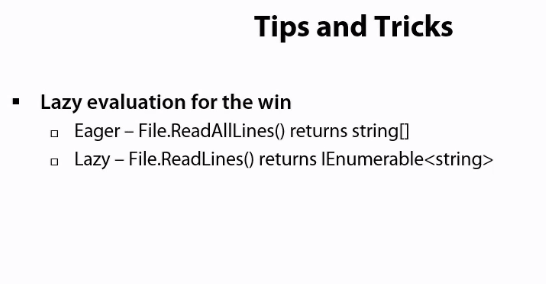 Tips and Tricks
▪ Lazy evaluation for the win
▫ Eager – File.ReadAllLines() returns string[]
▫ Lazy – File.ReadLines() returns IEnumerable<string>